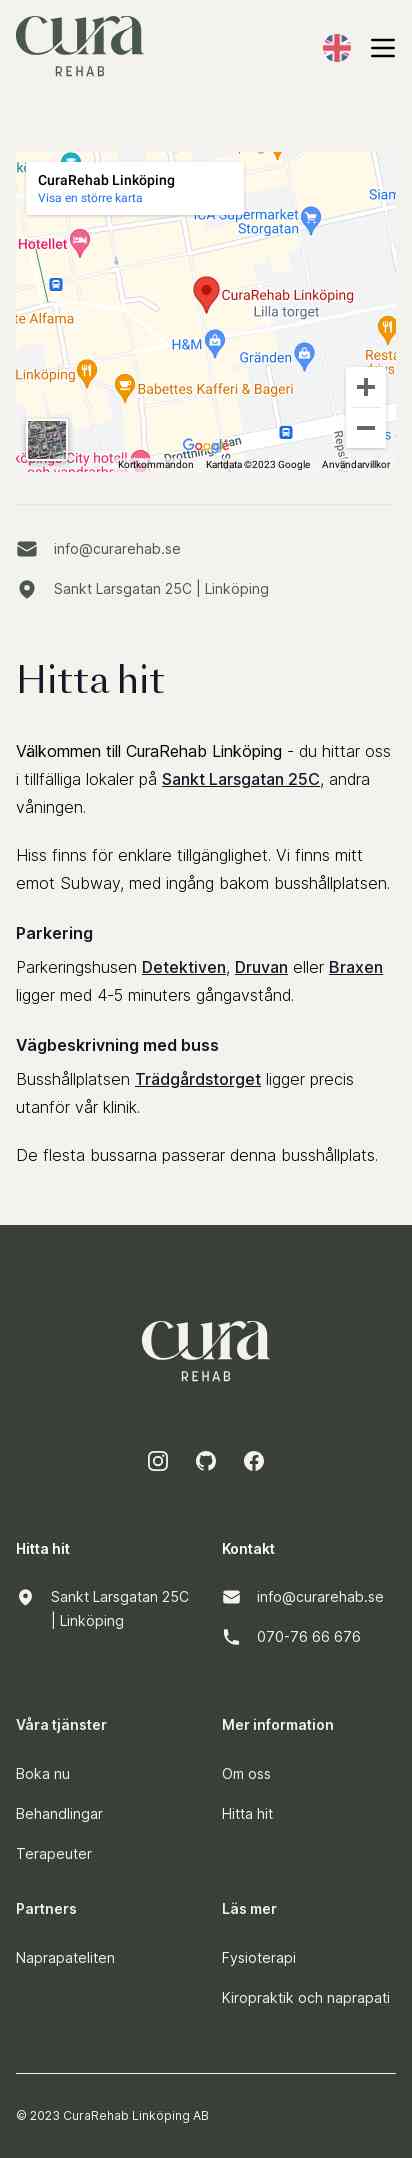 cura
REHAB
CuraRehab Linköping
Visa en större karta
ICA Supermarket
Storgatan
Siam
Hotellet
CuraRehab Linköping
Lilla torget
te Alfama
H&M
Gränden
Resta
Linköping
Babettes Kafferi & Bageri
Google
köpings City hotell
och vandrarh
Drottninggatan
Repsl
Kortkommandon
Kartdata ©2023 Google
Användarvillkor
info@curarehab.se
Sankt Larsgatan 25C | Linköping
Hitta hit
Välkommen till CuraRehab Linköping - du hittar oss
i tillfälliga lokaler på Sankt Larsgatan 25C, andra
våningen.
Hiss finns för enklare tillgänglighet. Vi finns mitt
emot Subway, med ingång bakom busshållplatsen.
Parkering
Parkeringshusen Detektiven, Druvan eller Braxen
ligger med 4-5 minuters gångavstånd.
Vägbeskrivning med buss
Busshållplatsen Trädgårdstorget ligger precis
utanför vår klinik.
De flesta bussarna passerar denna busshållplats.
cura
REHAB
Hitta hit
Sankt Larsgatan 25C
| Linköping
Kontakt
info@curarehab.se
070-76 66 676
Våra tjänster
Boka nu
Behandlingar
Terapeuter
Mer information
Om oss
Hitta hit
Partners
Naprapateliten
Läs mer
Fysioterapi
Kiropraktik och naprapati
© 2023 CuraRehab Linköping AB